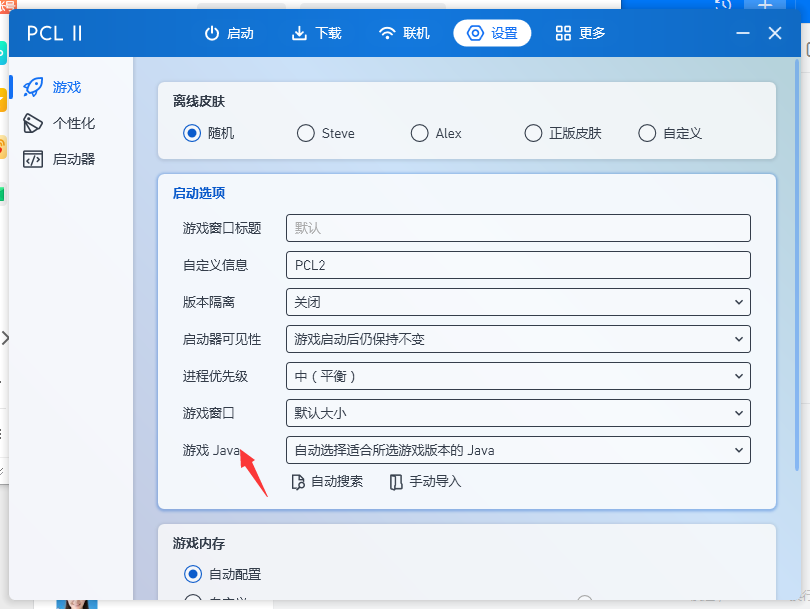 账号
PCL II
启动
下载
联机
设置
更多
游戏
个性化
启动器
离线皮肤
随机
Steve
Alex
正版皮肤
自定义
启动选项
游戏窗口标题
默认
自定义信息
PCL2
版本隔离
关闭
启动器可见性
游戏启动后仍保持不变
进程优先级
中（平衡）
游戏窗口
默认大小
游戏 Java
自动选择适合所选游戏版本的 Java
自动搜索
手动导入
游戏内存
自动配置